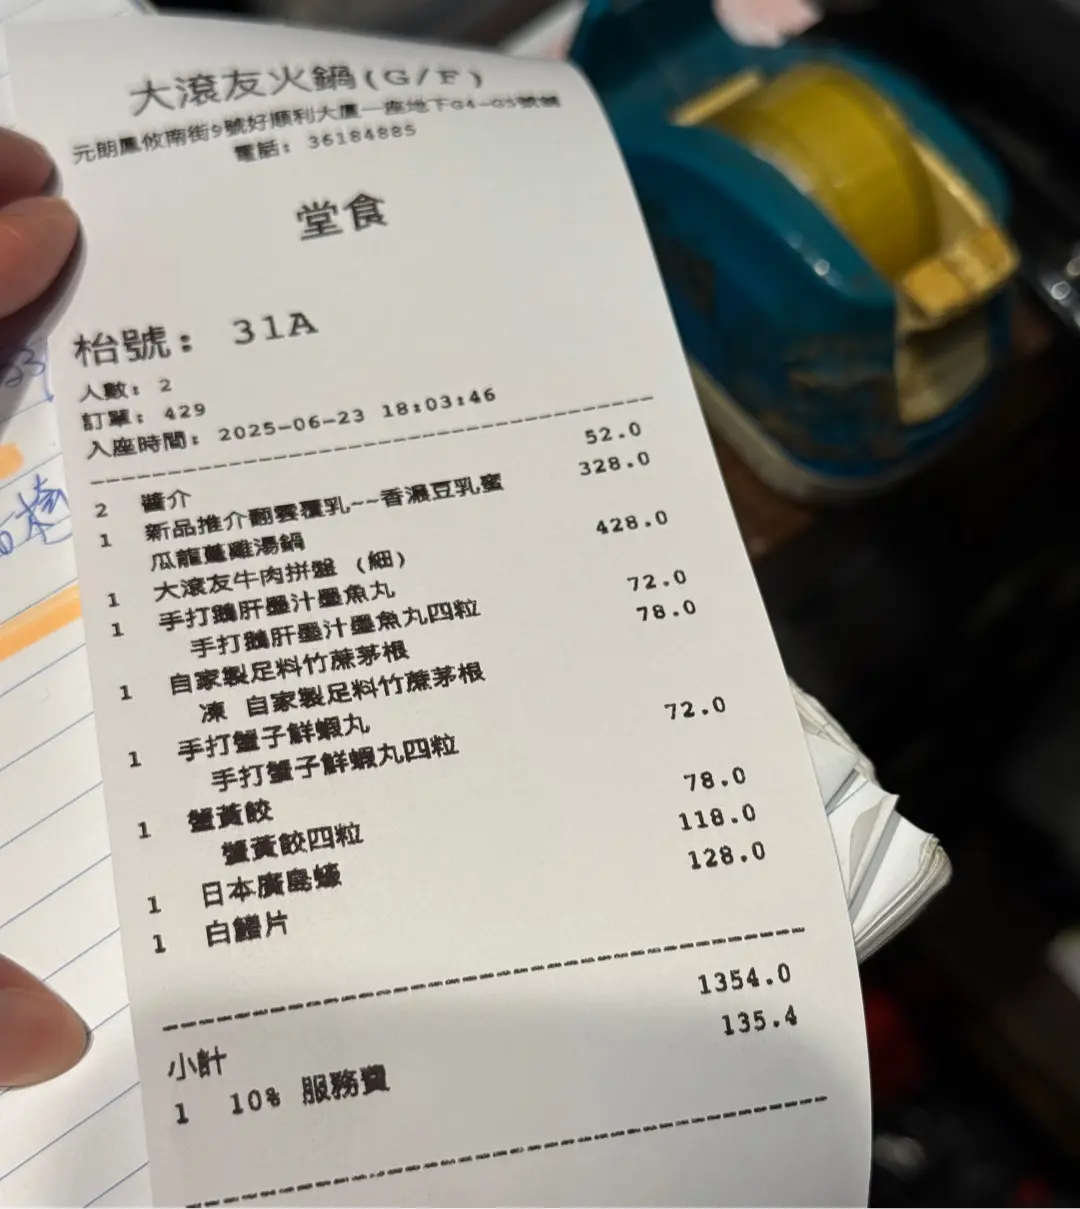 大滾友火鍋(G/F)
元朗鳳攸南街9號好順利大廈一座地下G4-G5號舖
電話: 36184885
堂食
枱號: 31A
人數: 2
訂單: 429
入座時間: 2025-06-23 18:03:46
2 醬介 52.0
1 新品推介翻雲覆乳~~香濃豆乳蜜 328.0
瓜龍躉雞湯鍋
1 大滾友牛肉拼盤 (細) 428.0
1 手打鵝肝墨汁墨魚丸 72.0
手打鵝肝墨汁墨魚丸四粒
1 自家製足料竹蔗茅根 78.0
凍 自家製足料竹蔗茅根
1 手打蟹子鮮蝦丸 72.0
手打蟹子鮮蝦丸四粒
1 蟹黃餃 78.0
蟹黃餃四粒
1 日本廣島蠔 118.0
1 白鱔片 128.0
小計 1354.0
1 10% 服務費 135.4